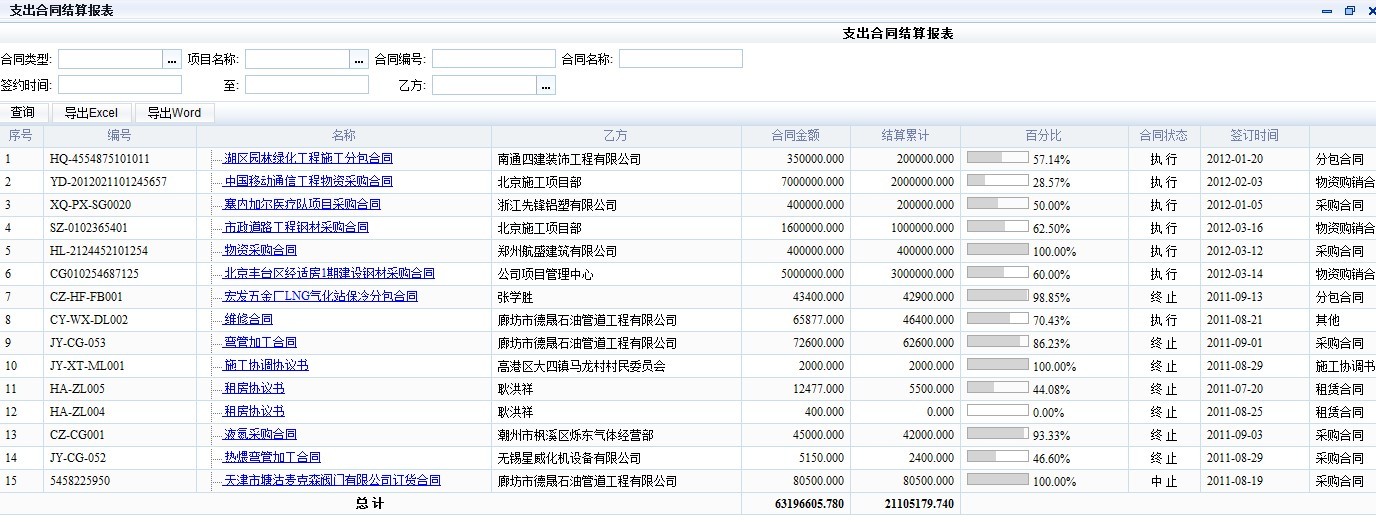 支出合同结算报表
支出合同结算报表
合同类型: ... 项目名称: ... 合同编号: 合同名称:
签约时间: 至: 乙方: ...
查询 导出Excel 导出Word
序号 编号 名称 乙方 合同金额 结算累计 百分比 合同状态 签订时间
1 HQ-4554875101011 湖区园林绿化工程施工分包合同 南通四建装饰工程有限公司 350000.000 200000.000 57.14% 执行 2012-01-20 分包合同
2 YD-2012021101245657 中国移动通信工程物资采购合同 北京施工项目部 7000000.000 2000000.000 28.57% 执行 2012-02-03 物资购销合
3 XQ-PX-SG0020 塞内加尔医疗队项目采购合同 浙江先锋铝塑有限公司 400000.000 200000.000 50.00% 执行 2012-01-05 采购合同
4 SZ-0102365401 市政道路工程钢材采购合同 北京施工项目部 1600000.000 1000000.000 62.50% 执行 2012-03-16 物资购销合
5 HL-2124452101254 物资采购合同 郑州航盛建筑有限公司 400000.000 400000.000 100.00% 执行 2012-03-12 采购合同
6 CG010254687125 北京丰台区经适房1期建设钢材采购合同 公司项目管理中心 5000000.000 3000000.000 60.00% 执行 2012-03-14 物资购销合
7 CZ-HF-FB001 宏发五金厂LNG气化站保冷分包合同 张学胜 43400.000 42900.000 98.85% 终止 2011-09-13 分包合同
8 CY-WX-DL002 维修合同 廊坊市德晟石油管道工程有限公司 65877.000 46400.000 70.43% 执行 2011-08-21 其他
9 JY-CG-053 弯管加工合同 廊坊市德晟石油管道工程有限公司 72600.000 62600.000 86.23% 终止 2011-09-01 采购合同
10 JY-XT-ML001 施工协调协议书 高港区大四镇马龙村村民委员会 2000.000 2000.000 100.00% 终止 2011-08-29 施工协调书
11 HA-ZL005 租房协议书 耿洪祥 12477.000 5500.000 44.08% 终止 2011-07-20 租赁合同
12 HA-ZL004 租房协议书 耿洪祥 400.000 0.000 0.00% 终止 2011-08-25 租赁合同
13 CZ-CG001 液氮采购合同 潮州市枫溪区烁东气体经营部 45000.000 42000.000 93.33% 终止 2011-09-03 采购合同
14 JY-CG-052 热煨弯管加工合同 无锡星威化机设备有限公司 5150.000 2400.000 46.60% 终止 2011-08-29 采购合同
15 5458225950 天津市塘沽麦克森阀门有限公司订货合同 廊坊市德晟石油管道工程有限公司 80500.000 80500.000 100.00% 中止 2011-08-19 采购合同
总计 63196605.780 21105179.740